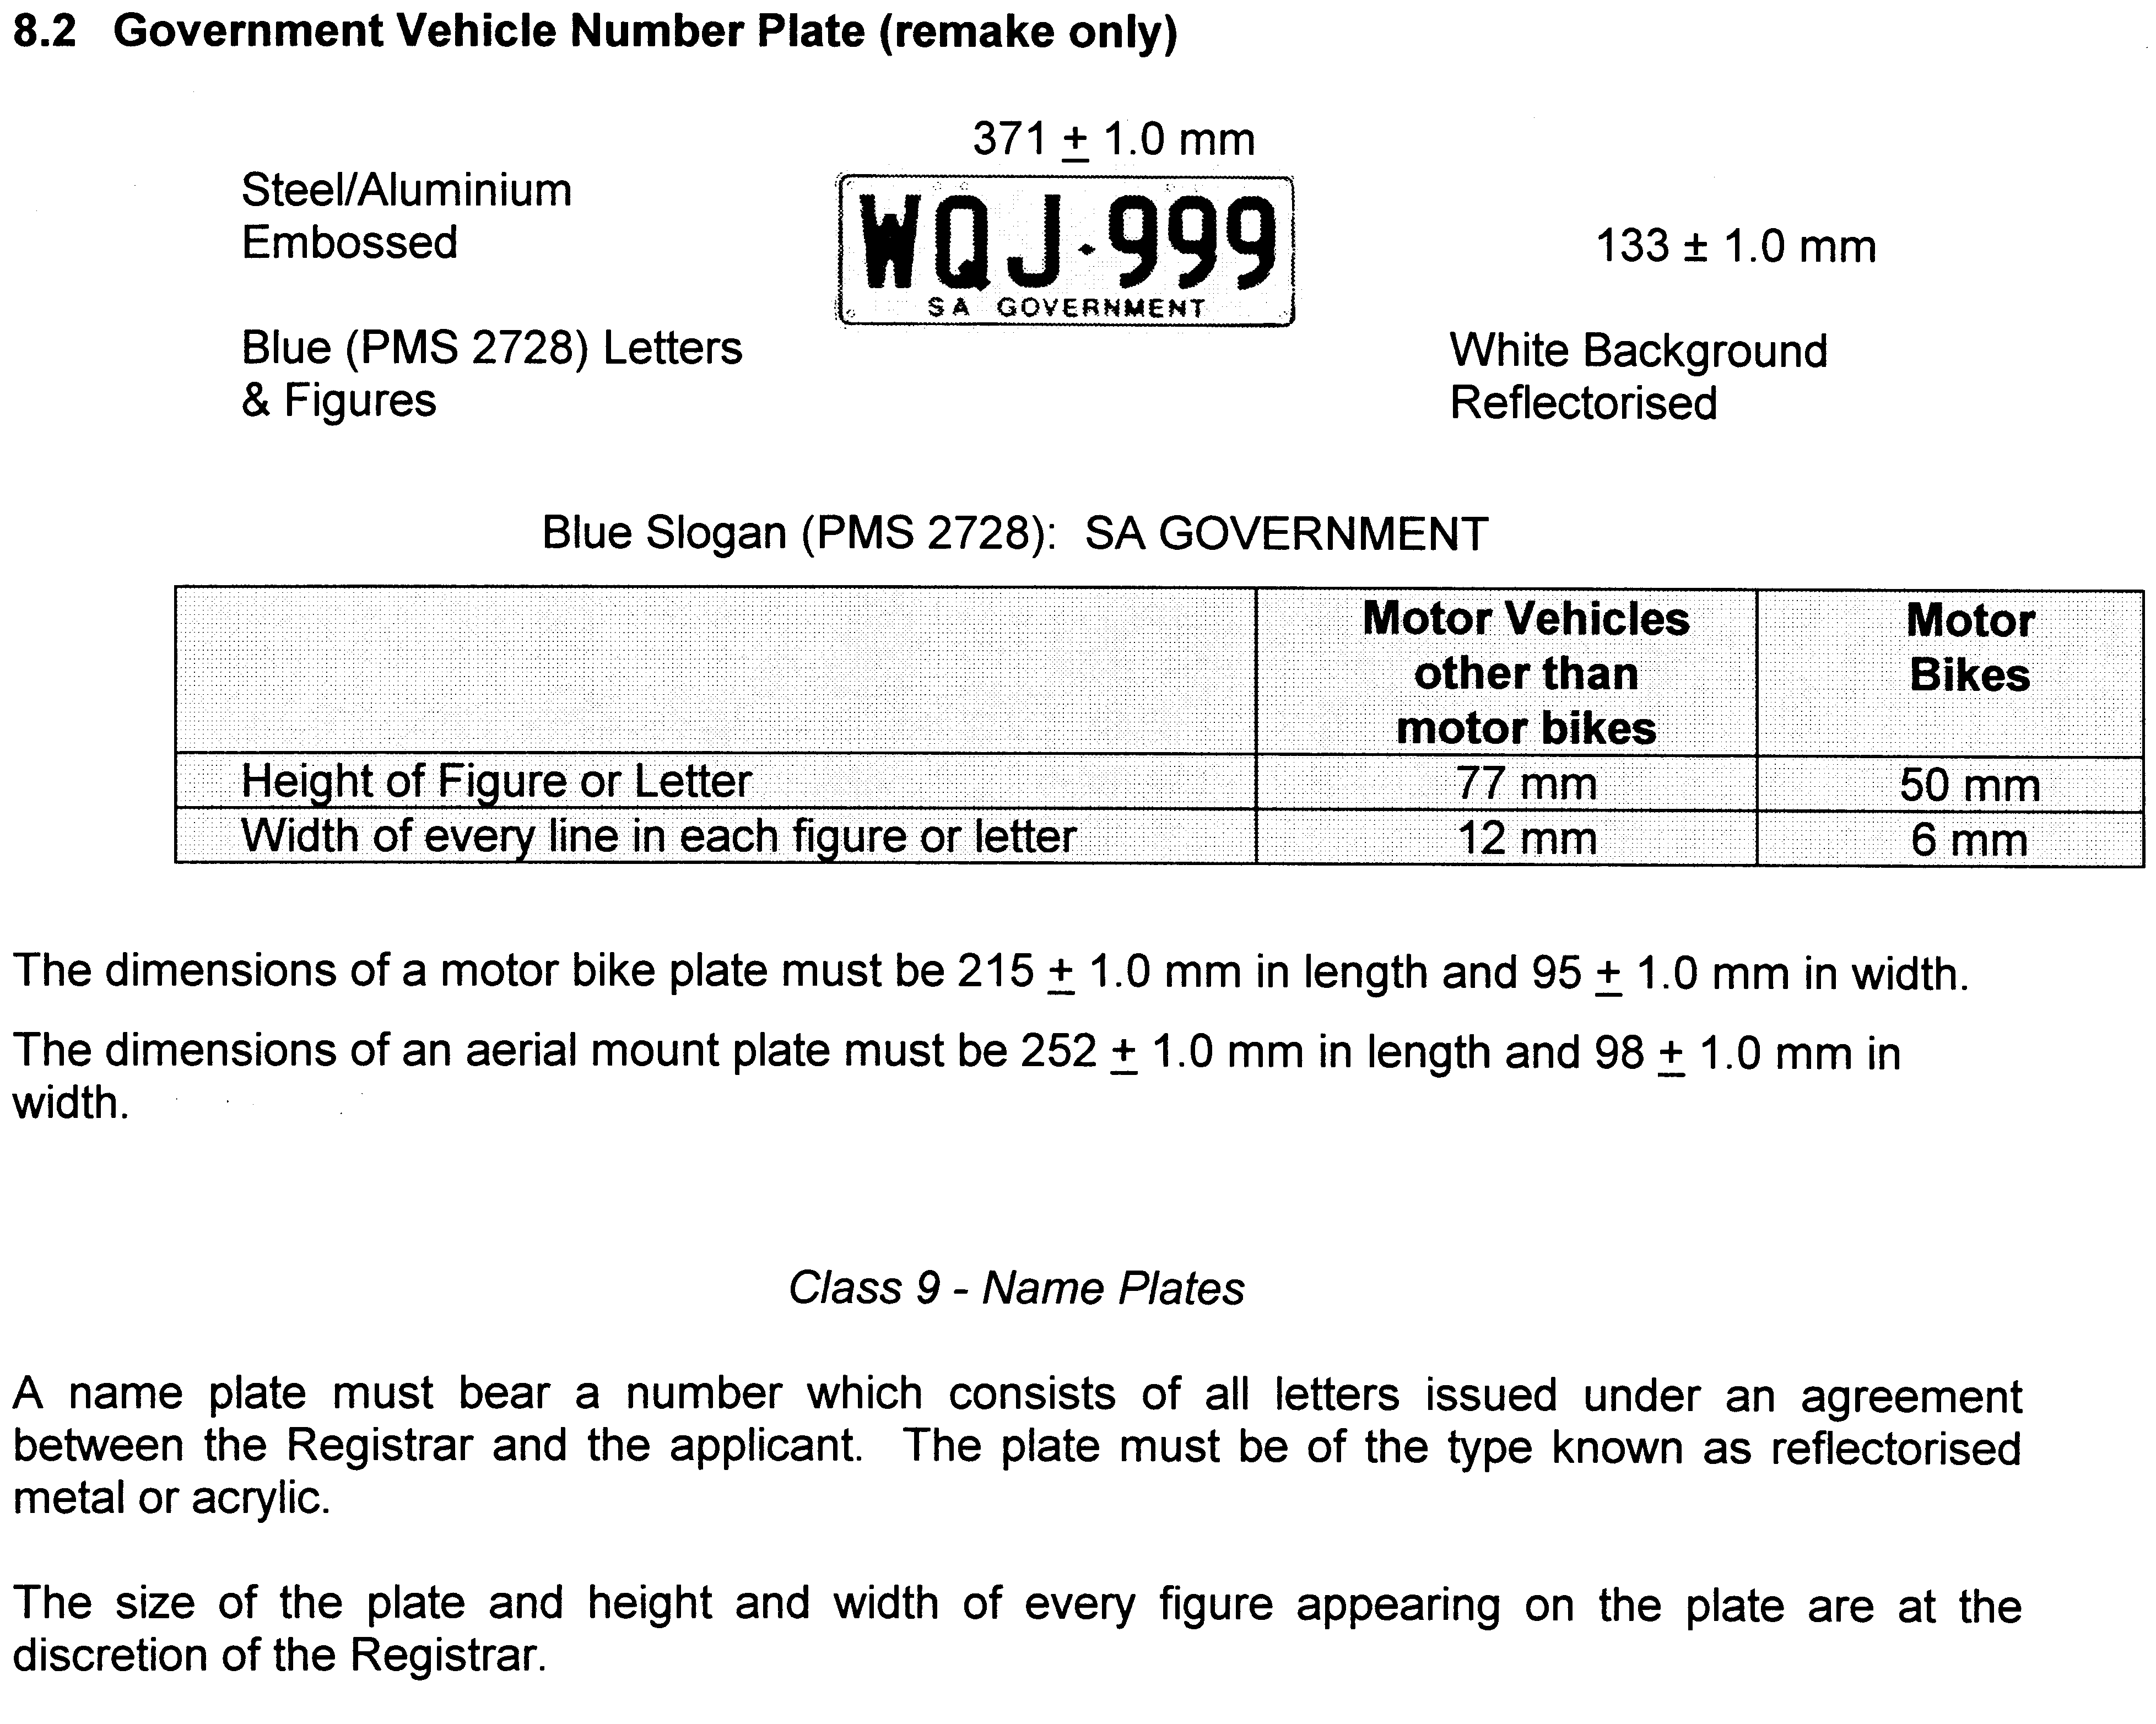 8.2 Government Vehicle Number Plate (remake only)
371 ± 1.0 mm
Steel/Aluminium
Embossed
WQJ·999
SA GOVERNMENT
133 ± 1.0 mm
Blue (PMS 2728) Letters
& Figures
White Background
Reflectorised
Blue Slogan (PMS 2728): SA GOVERNMENT
Motor Vehicles
other than
motor bikes
Motor
Bikes
Height of Figure or Letter 77 mm 50 mm
Width of every line in each figure or letter 12 mm 6 mm
The dimensions of a motor bike plate must be 215 ± 1.0 mm in length and 95 ± 1.0 mm in width.
The dimensions of an aerial mount plate must be 252 ± 1.0 mm in length and 98 ± 1.0 mm in
width.
Class 9 - Name Plates
A name plate must bear a number which consists of all letters issued under an agreement
between the Registrar and the applicant. The plate must be of the type known as reflectorised
metal or acrylic.
The size of the plate and height and width of every figure appearing on the plate are at the
discretion of the Registrar.